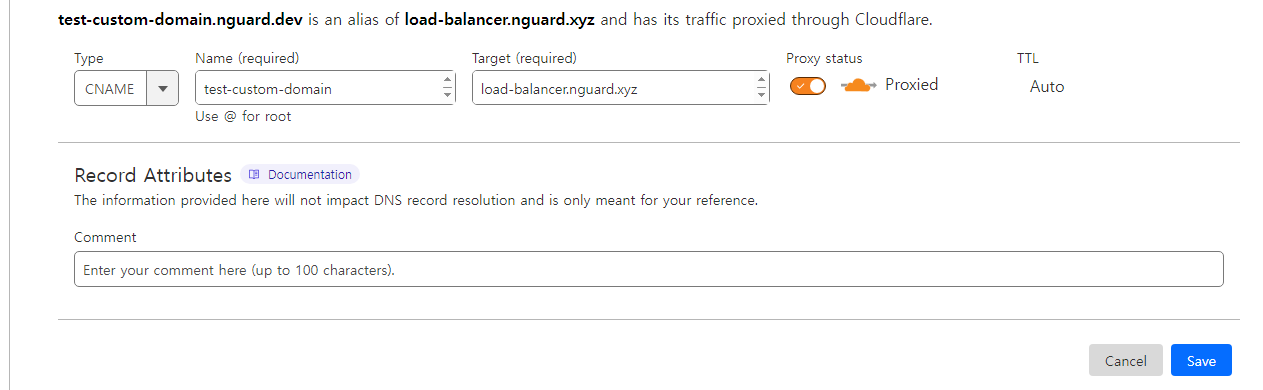 test-custom-domain.nguard.dev is an alias of load-balancer.nguard.xyz and has its traffic proxied through Cloudflare.
Type Name (required) Target (required) Proxy status TTL
CNAME test-custom-domain load-balancer.nguard.xyz Proxied Auto
Use @ for root
Record Attributes Documentation
The information provided here will not impact DNS record resolution and is only meant for your reference.
Comment
Enter your comment here (up to 100 characters).
Cancel Save